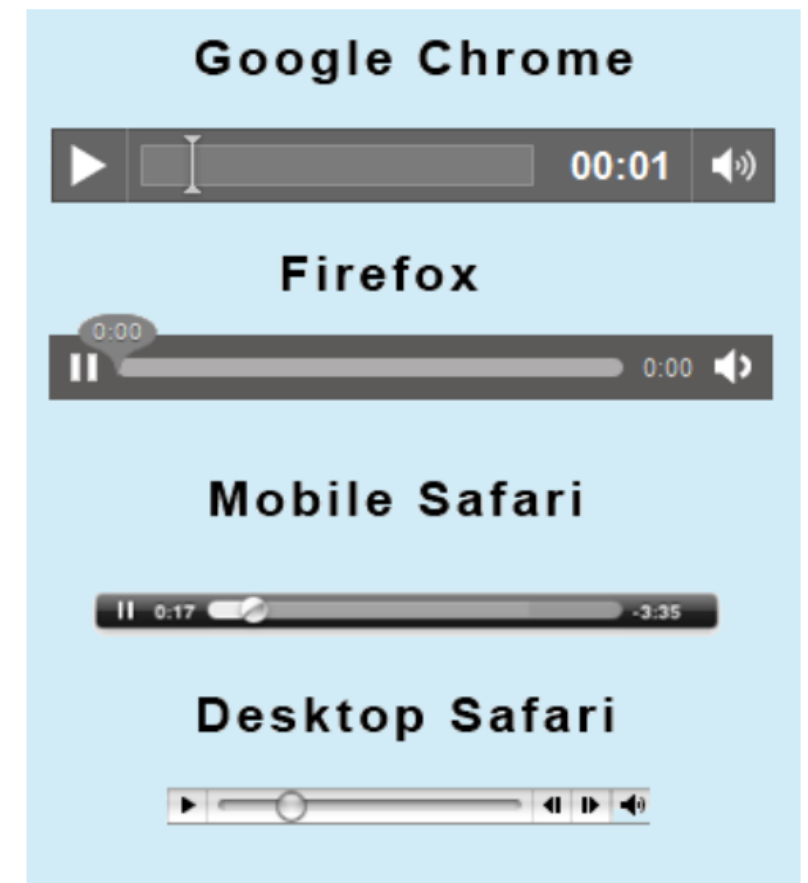 Google Chrome
00:01
Firefox
0:00
0:00
Mobile Safari
0:17 -3:35
Desktop Safari